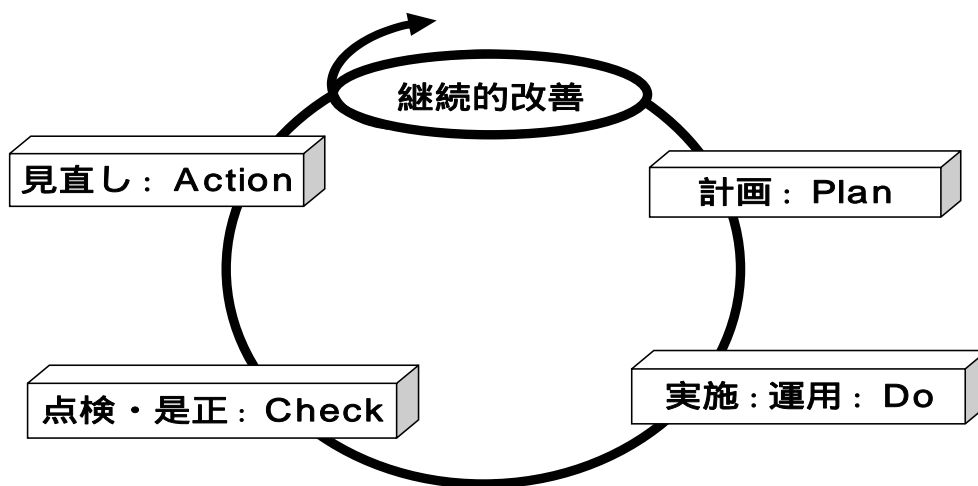 継続的改善
見直し： Action
計画： Plan
点検・是正： Check
実施：運用： Do